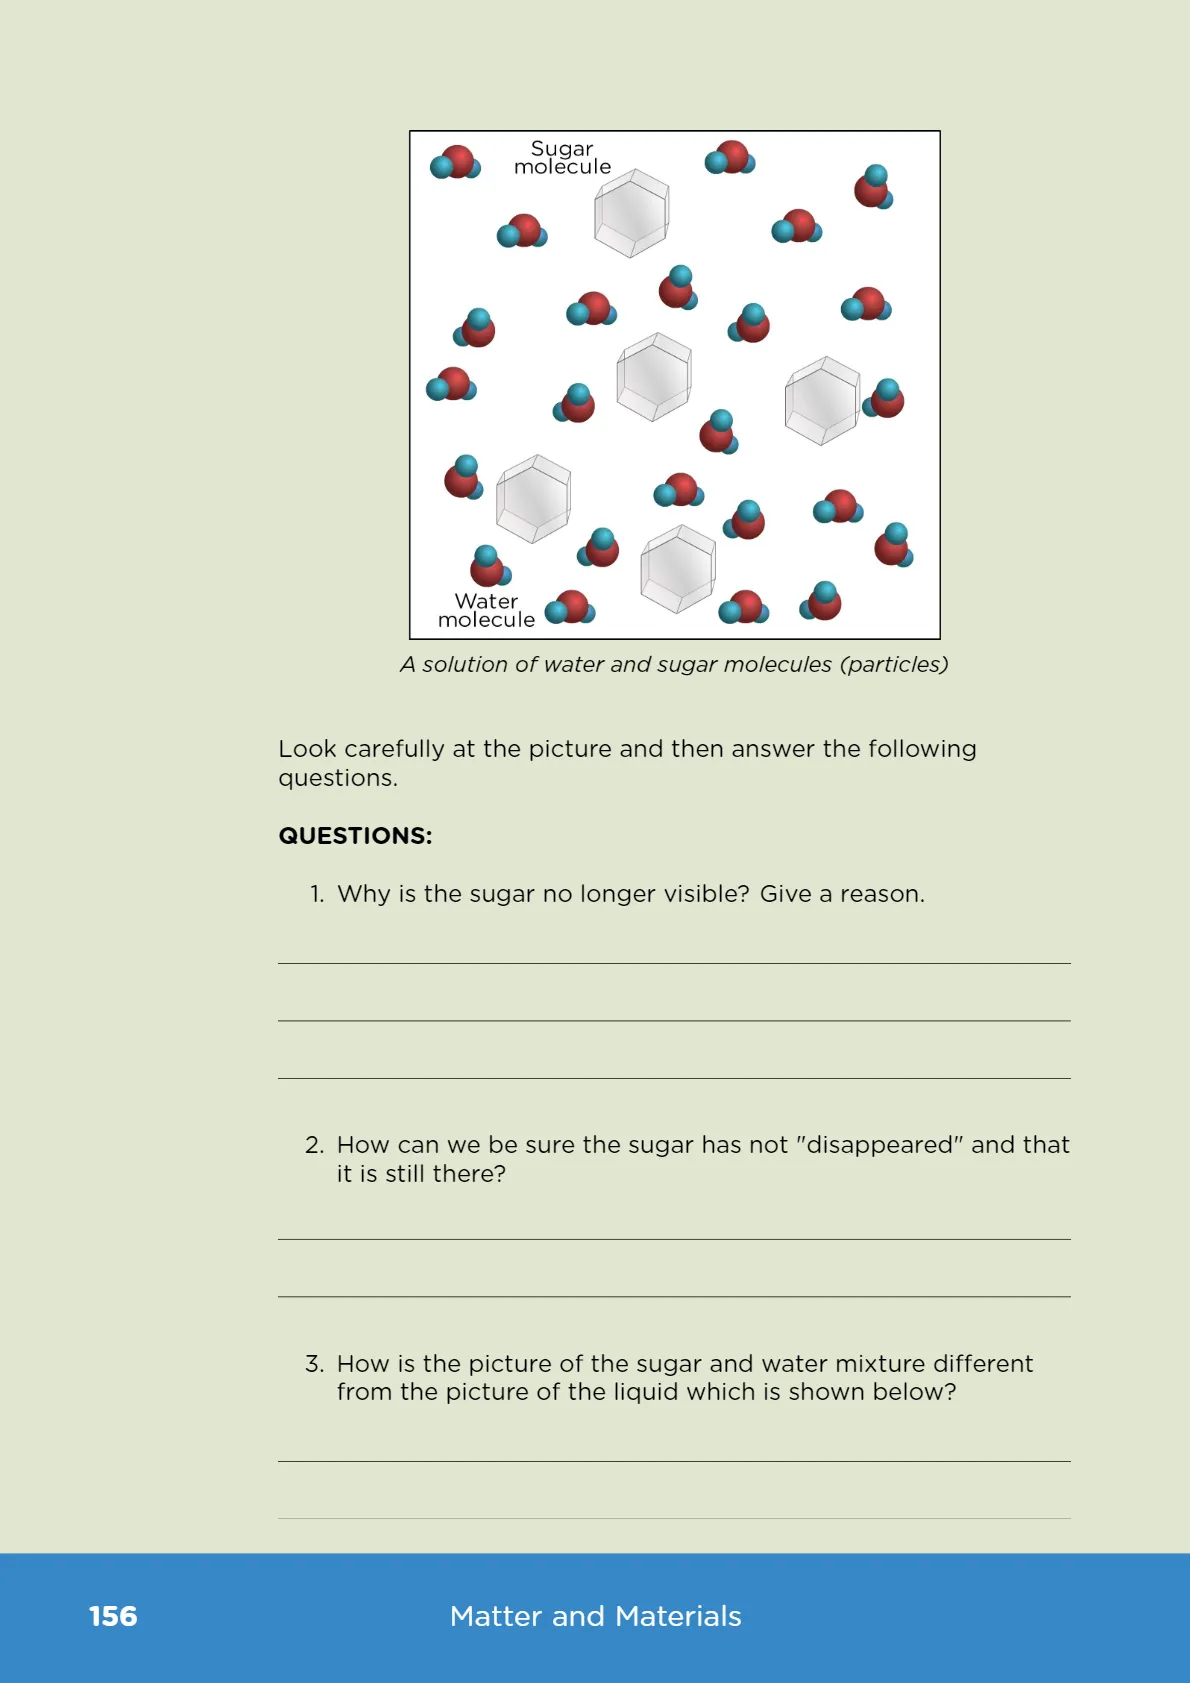 Sugar
molecule
Water
molecule
A solution of water and sugar molecules (particles)
Look carefully at the picture and then answer the following
questions.
QUESTIONS:
1. Why is the sugar no longer visible? Give a reason.
2. How can we be sure the sugar has not "disappeared" and that
it is still there?
3. How is the picture of the sugar and water mixture different
from the picture of the liquid which is shown below?
156
Matter and Materials